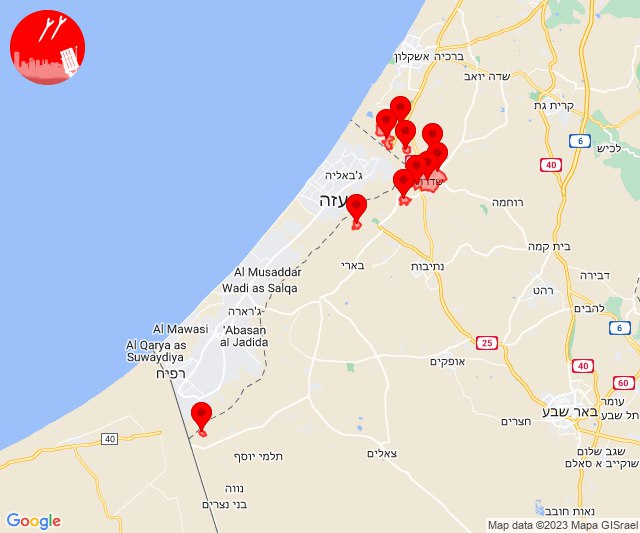 ברכיה
אשקלון
שדה יואב
קרית גת
6
לכיש
40
ג'באליה
שדרות
עזה
רוחמה
בית קמה
Al Musaddar
בארי
נתיבות
Wadi as Salqa
דבירה
רהט
ג'רארה
להבים
Al Mawasi
'Abasan
al Jadida
6
Al Qarya as
Suwaydiya
25
רפיח
אופקים
40
60
עומר
באר שבע
תל שבע
חצרים
40
תלמי יוסף
צאלים
שגב שלום
שוקייב א סאלם
נווה
בני נצרים
נאות חובב
Google
Map data ©2023 Mapa GISrael